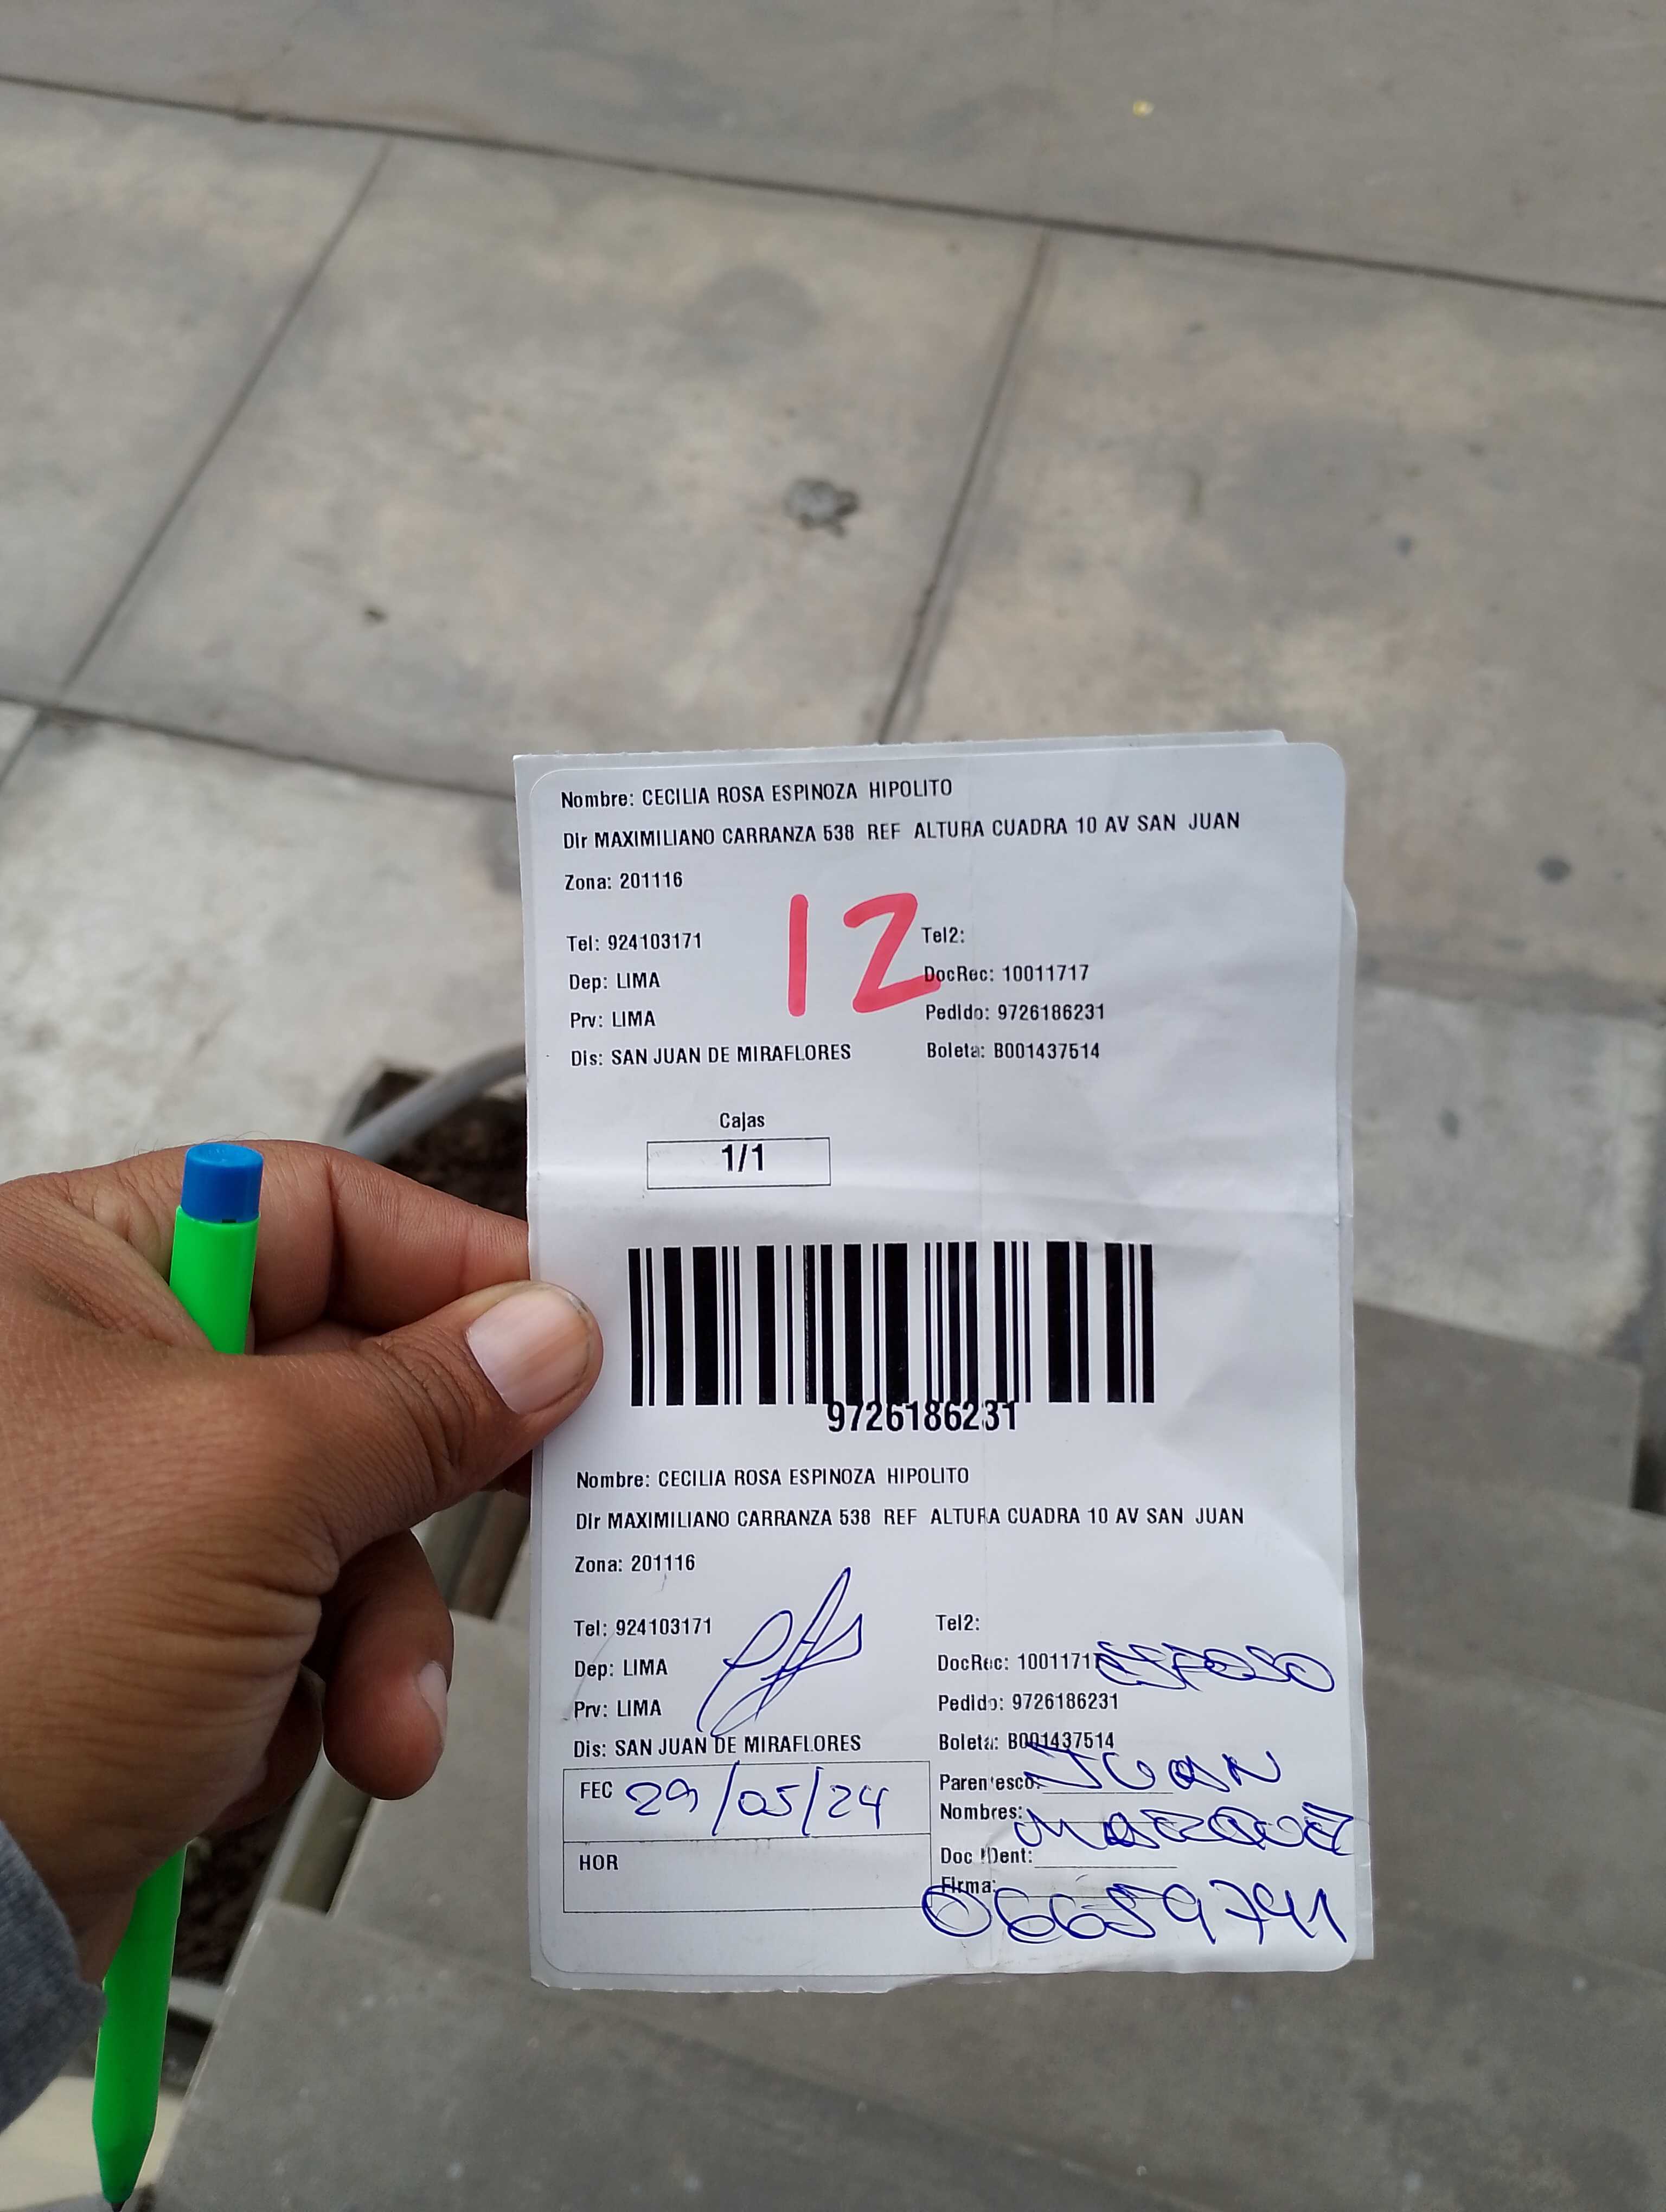 Nombre: CECILIA ROSA ESPINOZA HIPOLITO
Dir MAXIMILIANO CARRANZA 538 REF ALTURA CUADRA 10 AV SAN JUAN
Zona: 201116
12
Tel: 924103171 Tel2:
Dep: LIMA DocRec: 10011717
Prv: LIMA Pedido: 9726186231
Dis: SAN JUAN DE MIRAFLORES Boleta: B001437514
Cajas
1/1
9726186231
Nombre: CECILIA ROSA ESPINOZA HIPOLITO
Dir MAXIMILIANO CARRANZA 538 REF ALTURA CUADRA 10 AV SAN JUAN
Zona: 201116
Tel: 924103171 Tel2:
Dep: LIMA DocRec: 1001171 ESPOSO
Prv: LIMA Pedido: 9726186231
Dis: SAN JUAN DE MIRAFLORES Boleta: B001437514
FEC 29/05/24 Parentesco: JUAN
Nombres:
HOR Doc IDent:
Firma: 06659741